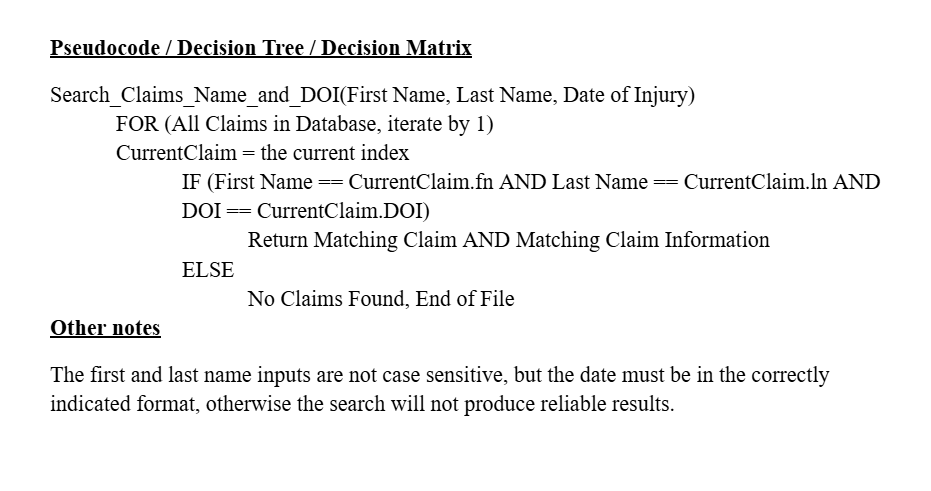 Pseudocode / Decision Tree / Decision Matrix
Search_Claims_Name_and_DOI(First Name, Last Name, Date of Injury)
FOR (All Claims in Database, iterate by 1)
CurrentClaim = the current index
IF (First Name == CurrentClaim.fn AND Last Name == CurrentClaim.ln AND
DOI == CurrentClaim.DOI)
Return Matching Claim AND Matching Claim Information
ELSE
No Claims Found, End of File
Other notes
The first and last name inputs are not case sensitive, but the date must be in the correctly
indicated format, otherwise the search will not produce reliable results.